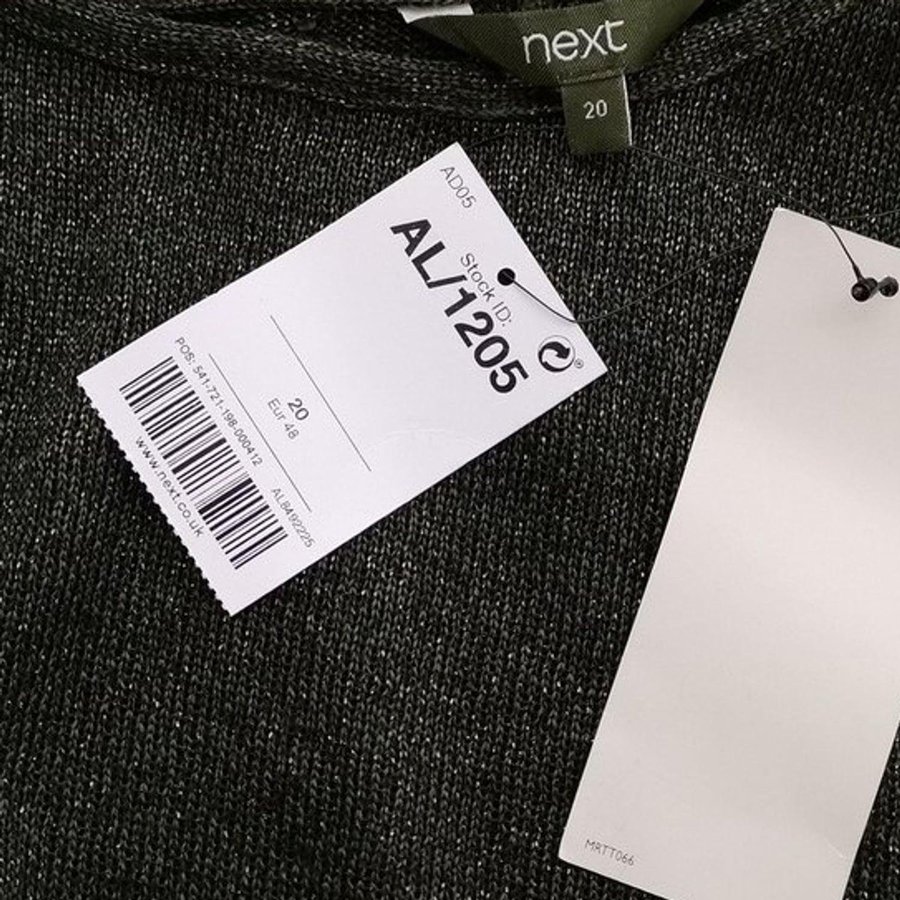 next
20
AD05
Stock ID:
AL/1205
®
20
Eur 48
AL8492225
POS: 541-721-198-000412
www.next.co.uk
MRTT066